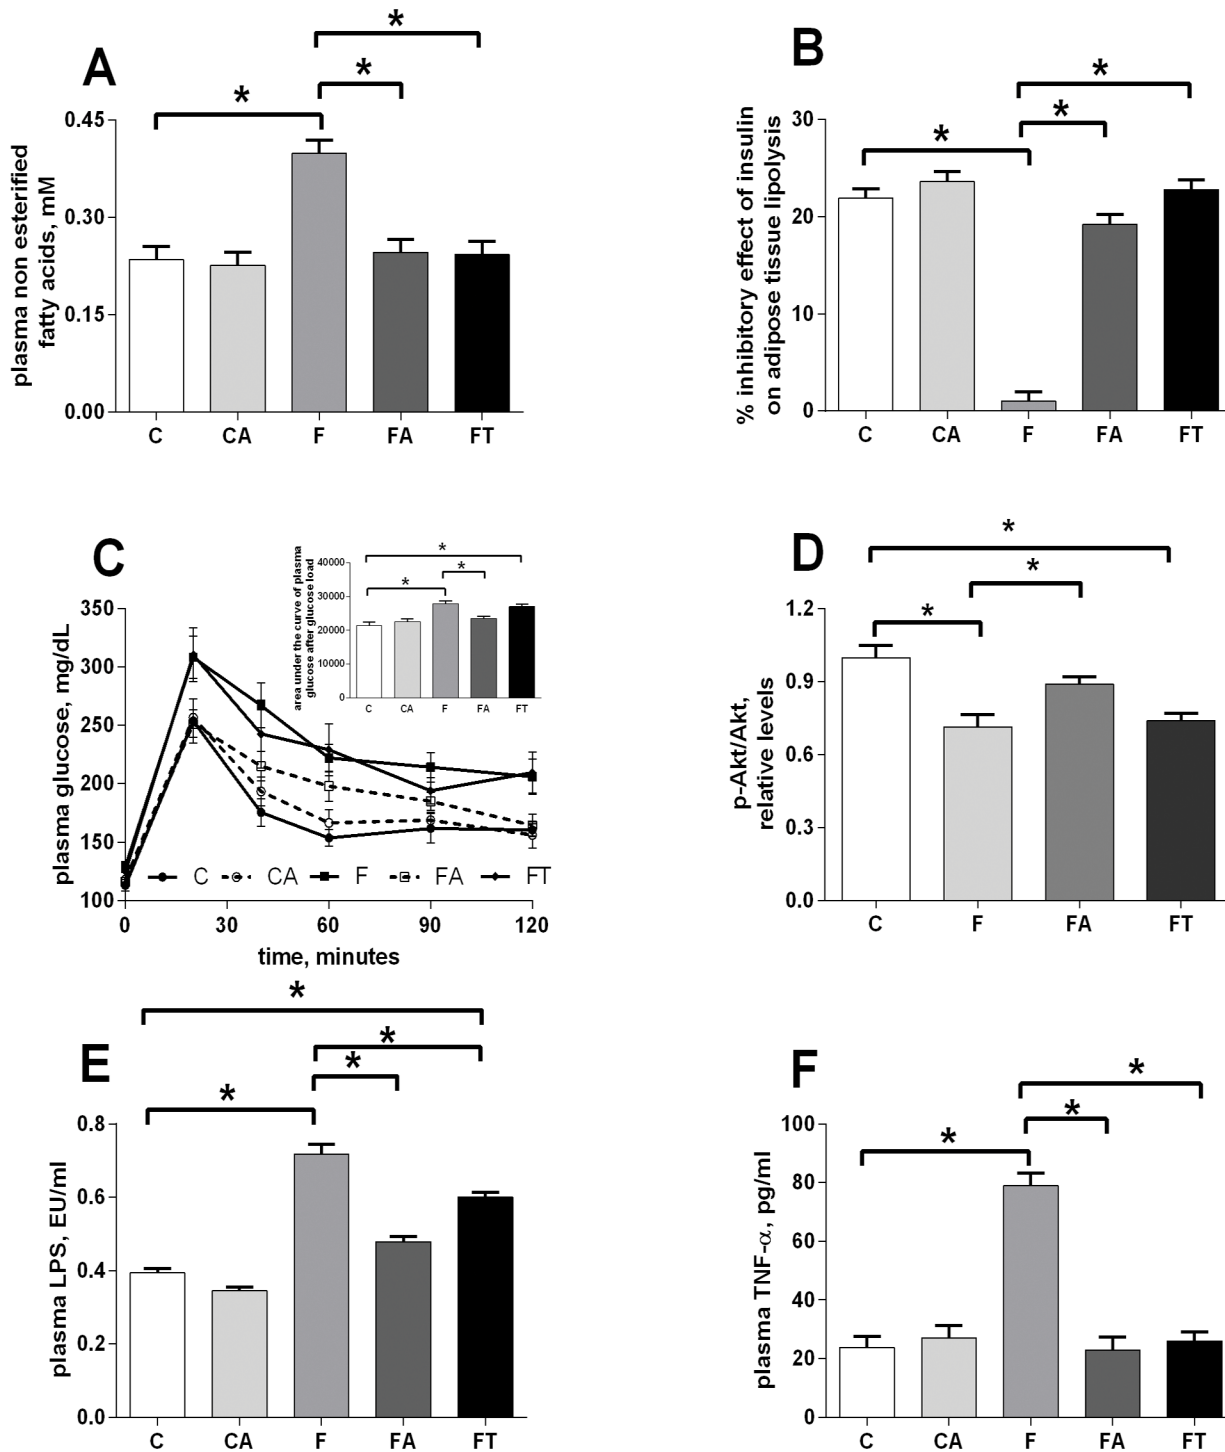 A
*
*
*
plasma non esterified
fatty acids, mM
0.45
0.30
0.15
0.00
C CA F FA FT
B
*
*
*
% inhibitory effect of insulin
on adipose tissue lipolysis
30
20
10
0
C CA F FA FT
C
plasma glucose, mg/dL
350
300
250
200
150
100
0 30 60 90 120
time, minutes
C CA F FA FT
area under the curve of plasma
glucose after glucose load
40000
30000
20000
10000
0
*
*
*
C CA F FA FT
D
*
*
*
p-Akt/Akt,
relative levels
1.2
0.9
0.6
0.3
0.0
C F FA FT
E
*
*
*
*
plasma LPS, EU/ml
0.8
0.6
0.4
0.2
0.0
C CA F FA FT
F
*
*
*
plasma TNF-α, pg/ml
100
80
60
40
20
0
C CA F FA FT